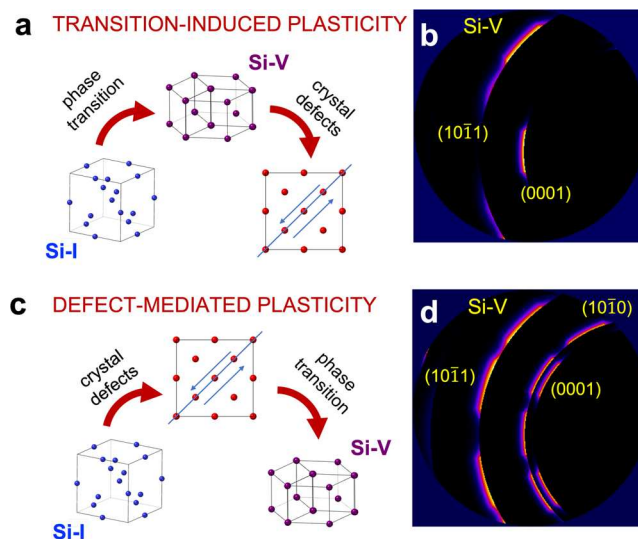 a TRANSITION-INDUCED PLASTICITY
Si-V
phase
transition
crystal
defects
Si-I
b
Si-V
(101̄1)
(0001)
c DEFECT-MEDIATED PLASTICITY
crystal
defects
phase
transition
Si-V
Si-I
d
Si-V
(101̄0)
(101̄1)
(0001)